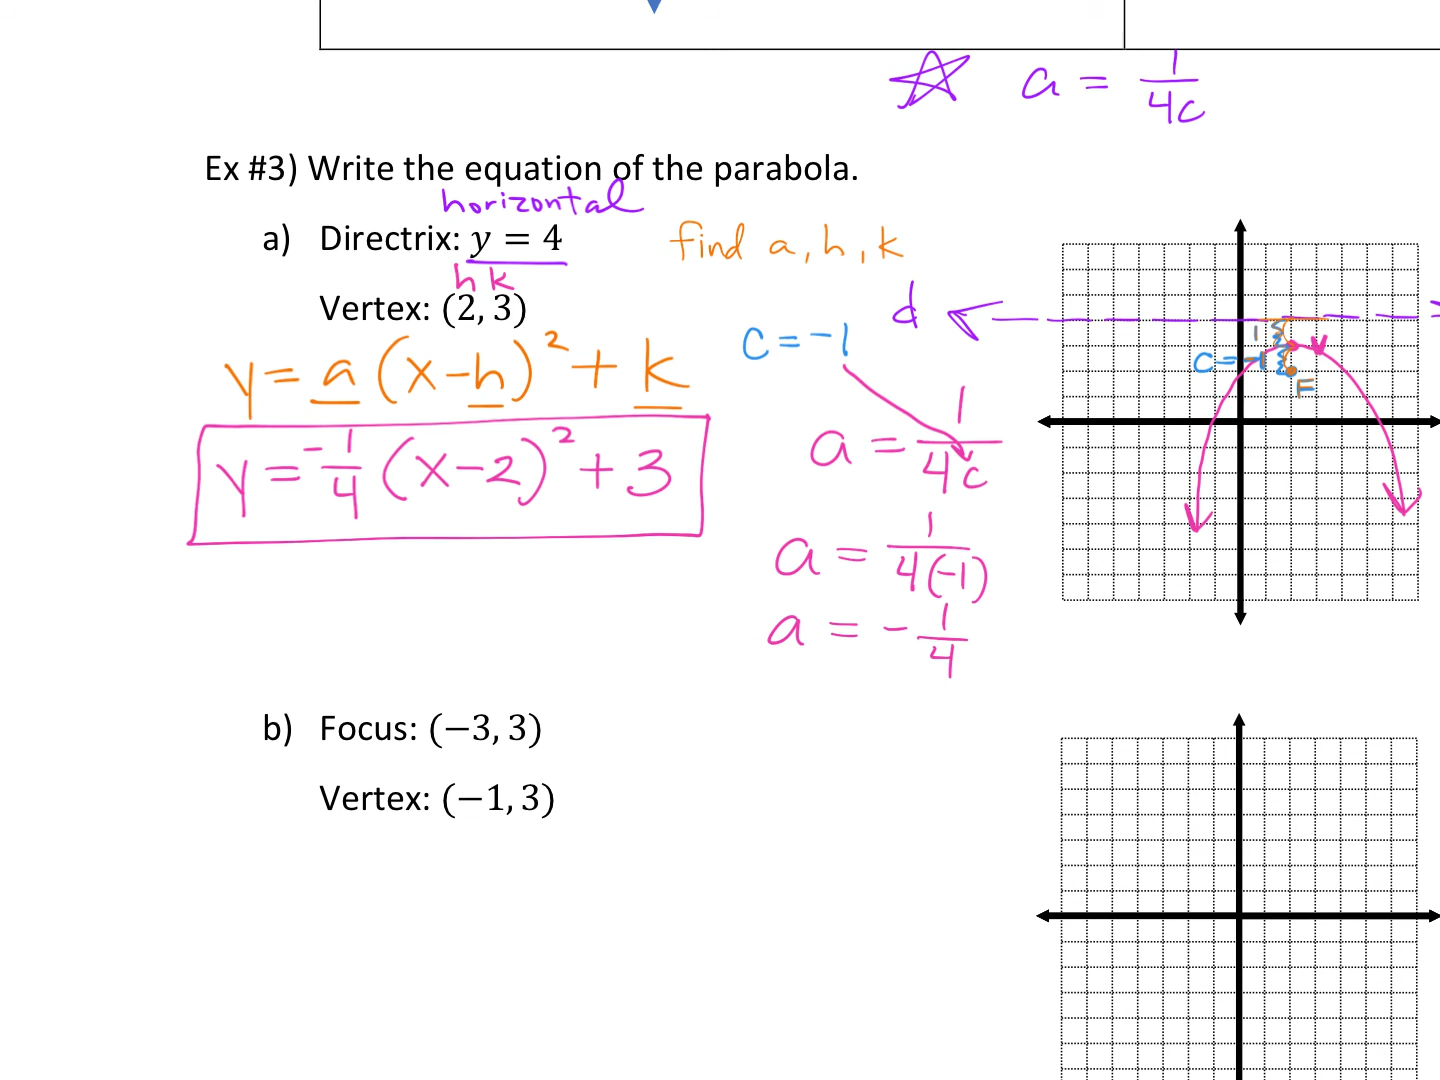 ☆ a = 1/4c
Ex #3) Write the equation of the parabola.
horizontal
a) Directrix: y = 4
find a, h, k
h k
Vertex: (2, 3)
y = a(x-h)² + k
y = -1/4(x-2)² + 3
c = -1
a = 1/4c
a = 1/4(-1)
a = -1/4
d
1
c = -1
F
b) Focus: (−3, 3)
Vertex: (−1, 3)